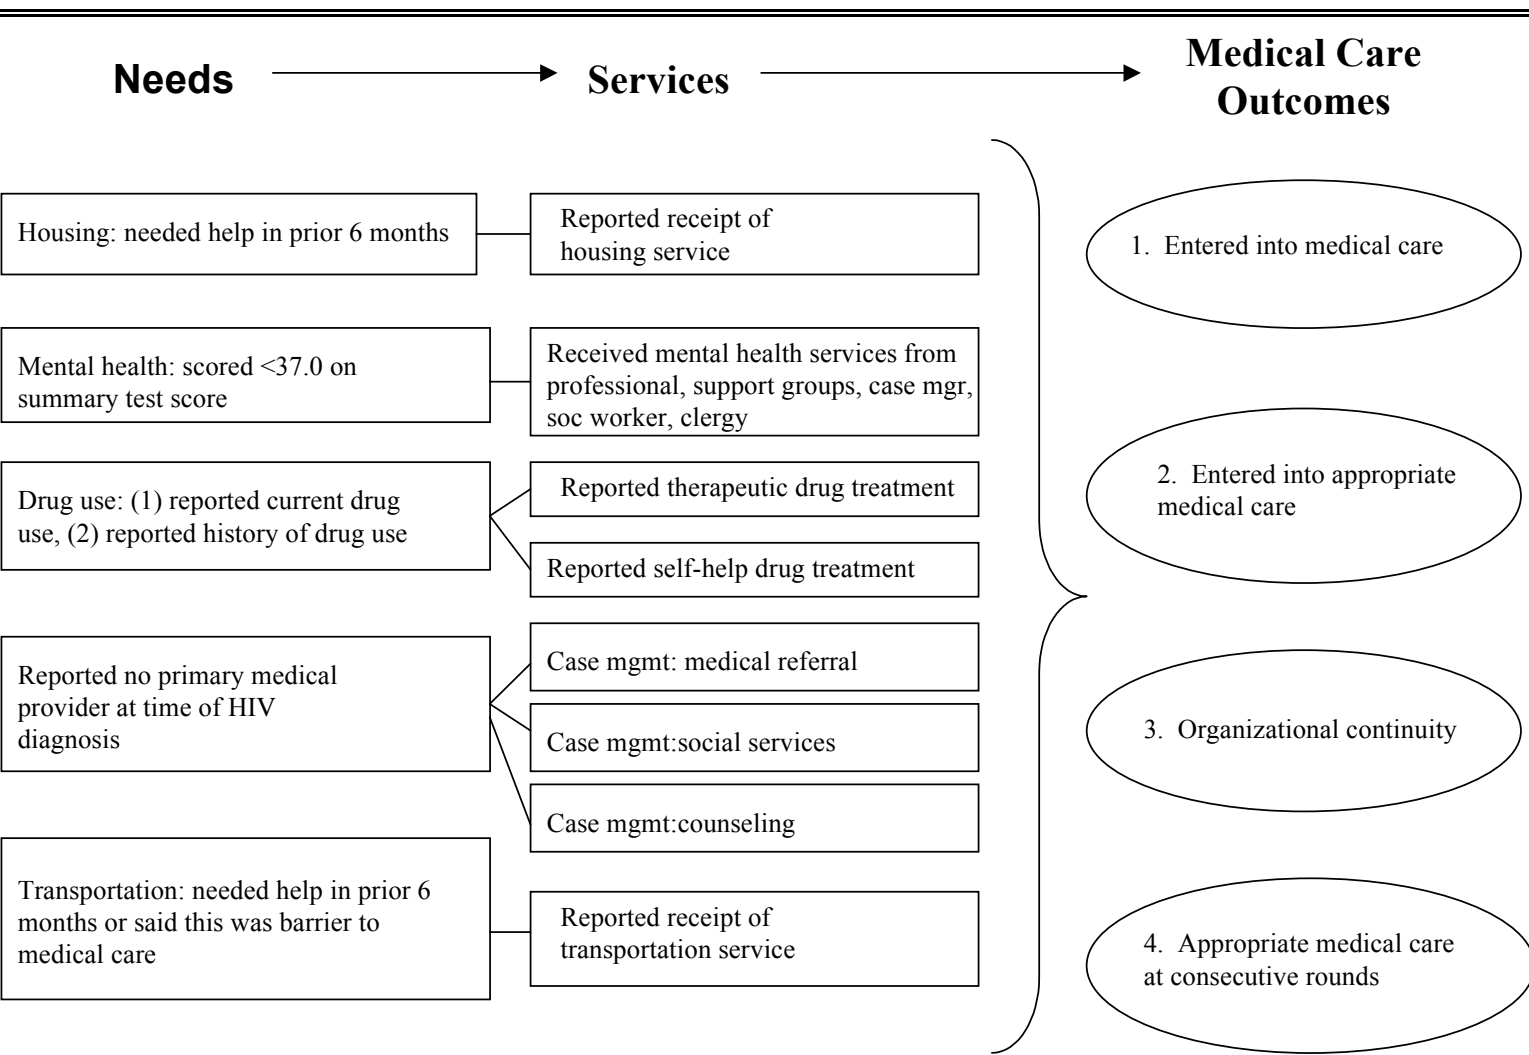 Needs
Services
Medical Care
Outcomes
Housing: needed help in prior 6 months
Reported receipt of
housing service
1. Entered into medical care
Mental health: scored <37.0 on
summary test score
Received mental health services from
professional, support groups, case mgr,
soc worker, clergy
2. Entered into appropriate
medical care
Drug use: (1) reported current drug
use, (2) reported history of drug use
Reported therapeutic drug treatment
Reported self-help drug treatment
Reported no primary medical
provider at time of HIV
diagnosis
Case mgmt: medical referral
Case mgmt:social services
Case mgmt:counseling
3. Organizational continuity
Transportation: needed help in prior 6
months or said this was barrier to
medical care
Reported receipt of
transportation service
4. Appropriate medical care
at consecutive rounds